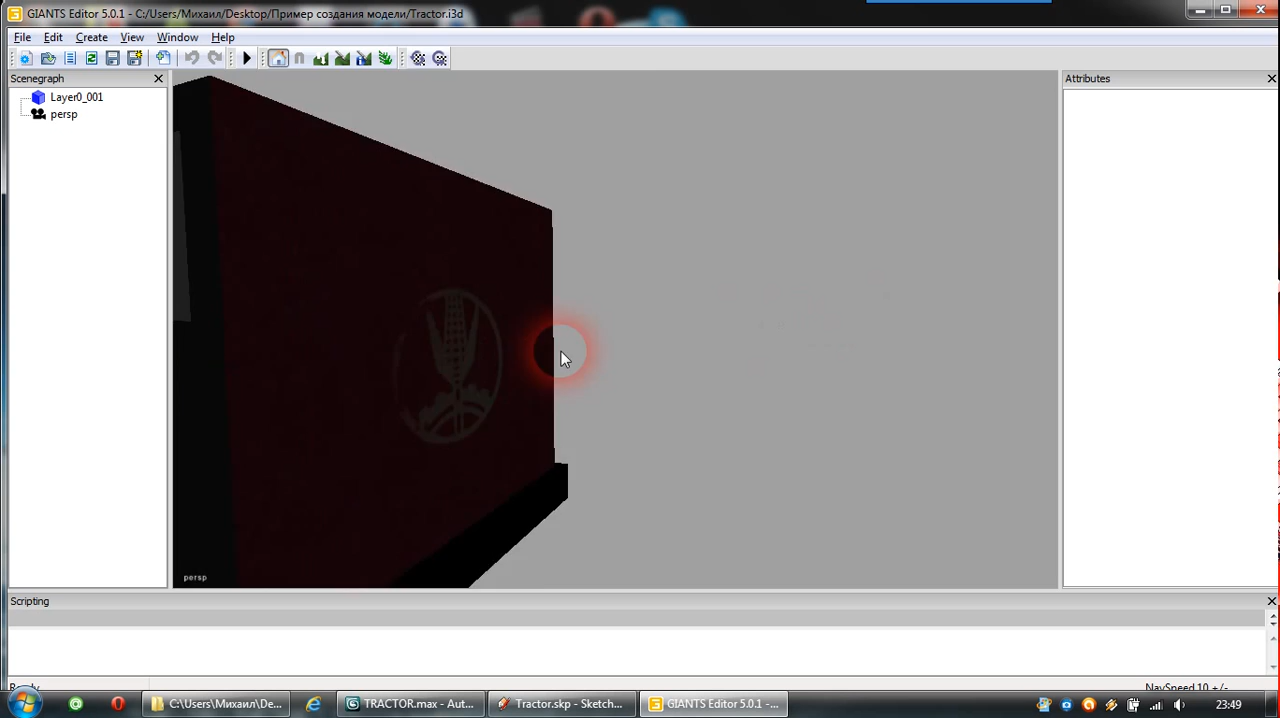 GIANTS Editor 5.0.1 - C:/Users/Михаил/Desktop/Пример создания модели/Tractor.i3d
File Edit Create View Window Help
Scenegraph
Attributes
Layer0_001
persp
persp
Scripting
Ready
NavSpeed 10 +/-
C:\Users\Михаил\De...
TRACTOR.max - Aut...
Tractor.skp - Sketch...
GIANTS Editor 5.0.1 -...
23:49